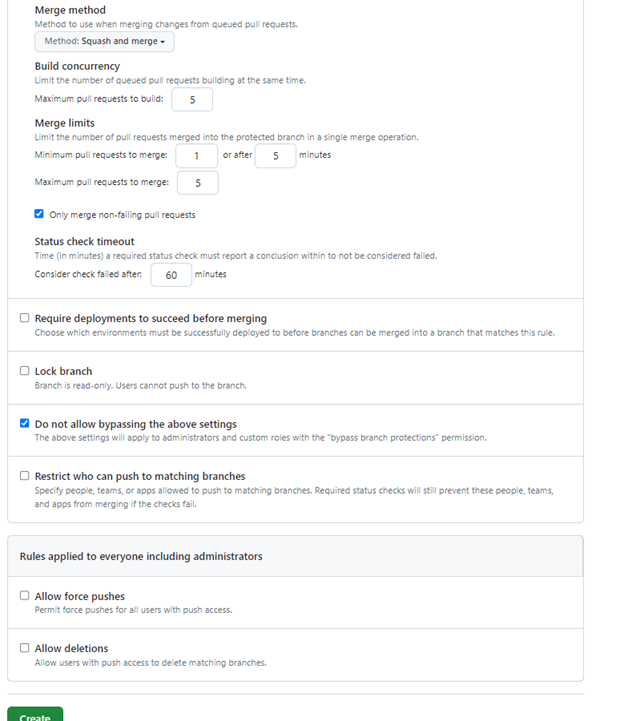 Merge method
Method to use when merging changes from queued pull requests.
Method: Squash and merge
Build concurrency
Limit the number of queued pull requests building at the same time.
Maximum pull requests to build: 5
Merge limits
Limit the number of pull requests merged into the protected branch in a single merge operation.
Minimum pull requests to merge: 1 or after 5 minutes
Maximum pull requests to merge: 5
Only merge non-failing pull requests
Status check timeout
Time (in minutes) a required status check must report a conclusion within to not be considered failed.
Consider check failed after: 60 minutes
Require deployments to succeed before merging
Choose which environments must be successfully deployed to before branches can be merged into a branch that matches this rule.
Lock branch
Branch is read-only. Users cannot push to the branch.
Do not allow bypassing the above settings
The above settings will apply to administrators and custom roles with the "bypass branch protections" permission.
Restrict who can push to matching branches
Specify people, teams, or apps allowed to push to matching branches. Required status checks will still prevent these people, teams,
and apps from merging if the checks fail.
Rules applied to everyone including administrators
Allow force pushes
Permit force pushes for all users with push access.
Allow deletions
Allow users with push access to delete matching branches.
Create